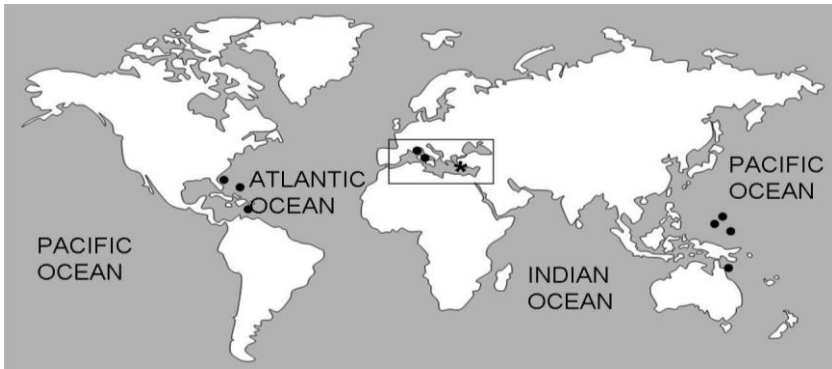 ATLANTIC
OCEAN
PACIFIC
OCEAN
PACIFIC
OCEAN
INDIAN
OCEAN